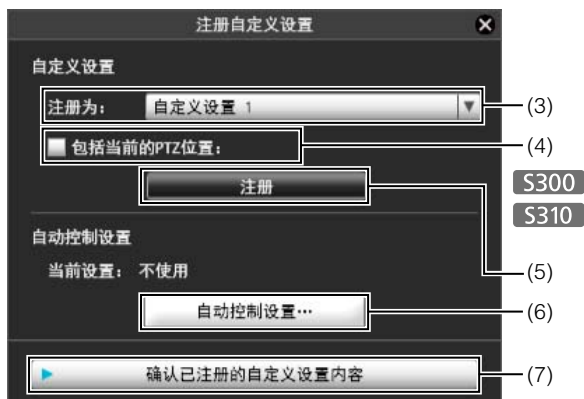 注册自定义设置
自定义设置
注册为： 自定义设置 1 (3)
包括当前的PTZ位置： (4)
注册
S300
S310
自动控制设置
当前设置： 不使用 (5)
自动控制设置… (6)
确认已注册的自定义设置内容 (7)